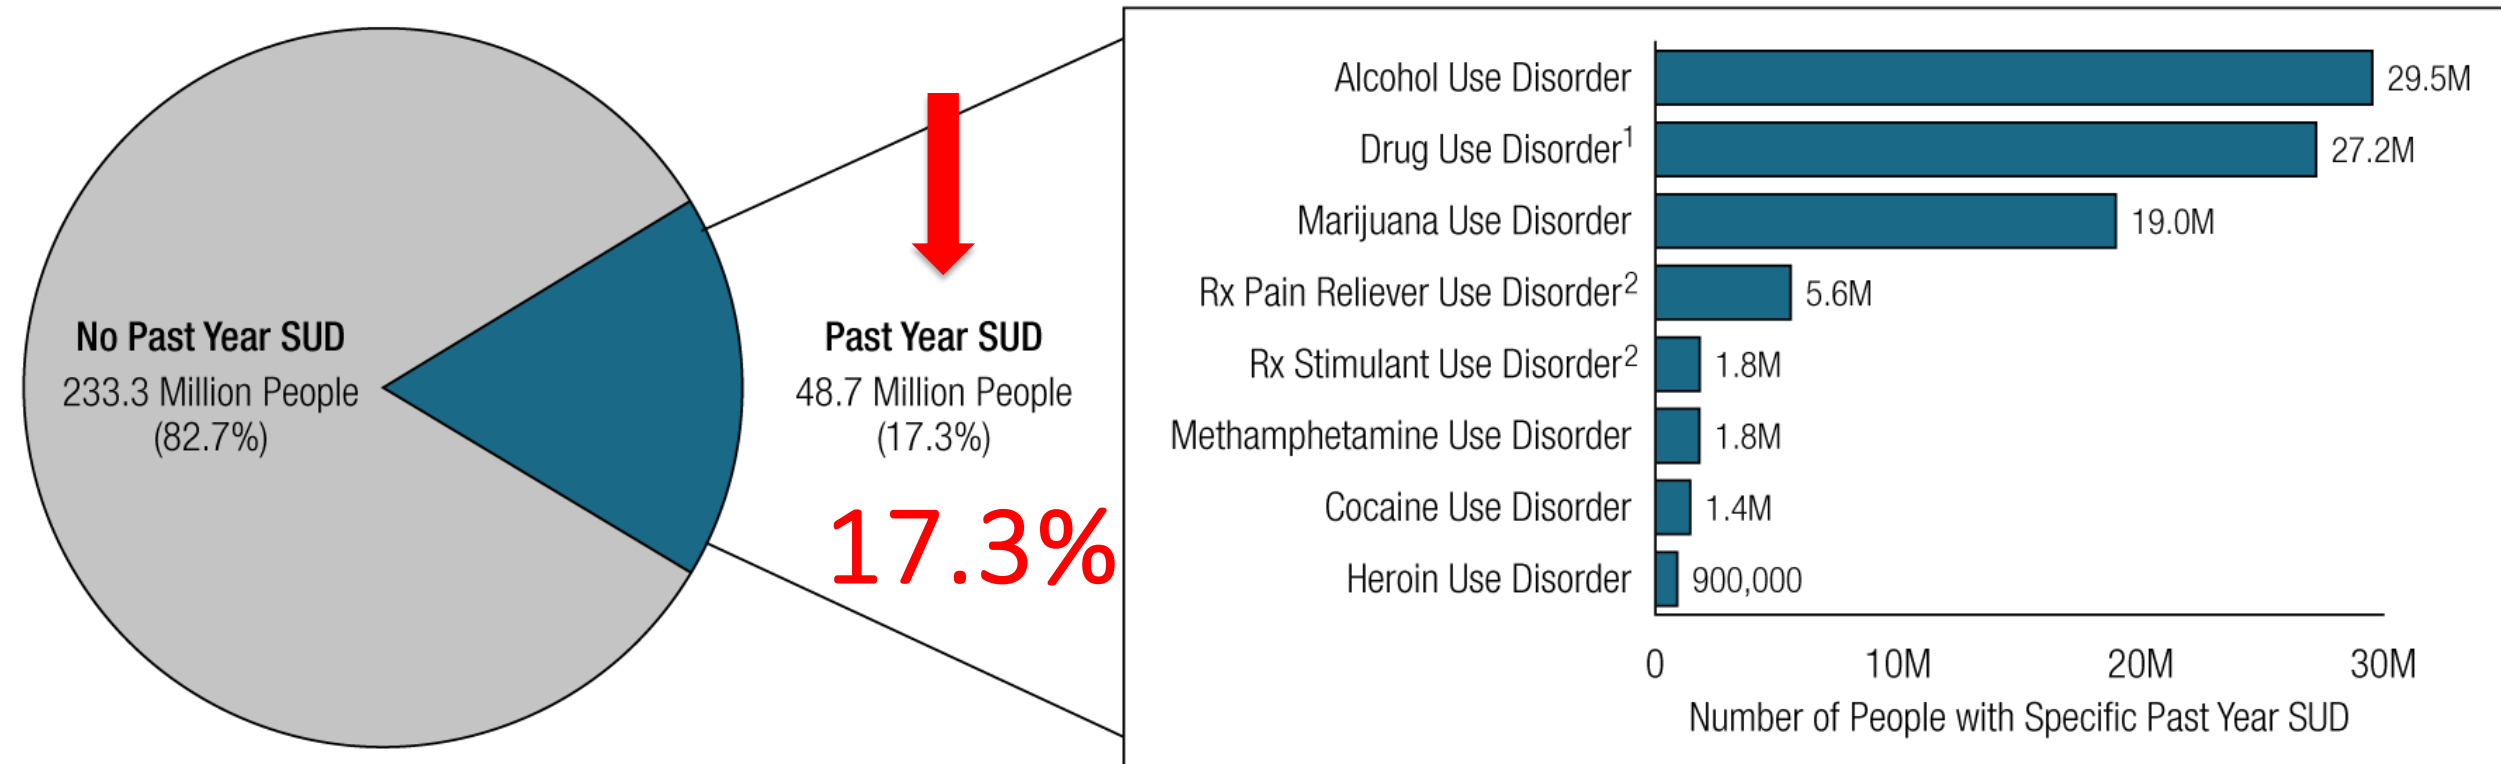 No Past Year SUD
233.3 Million People
(82.7%)
Past Year SUD
48.7 Million People
(17.3%)
17.3%
Alcohol Use Disorder 29.5M
Drug Use Disorder1 27.2M
Marijuana Use Disorder 19.0M
Rx Pain Reliever Use Disorder2 5.6M
Rx Stimulant Use Disorder2 1.8M
Methamphetamine Use Disorder 1.8M
Cocaine Use Disorder 1.4M
Heroin Use Disorder 900,000
0 10M 20M 30M
Number of People with Specific Past Year SUD